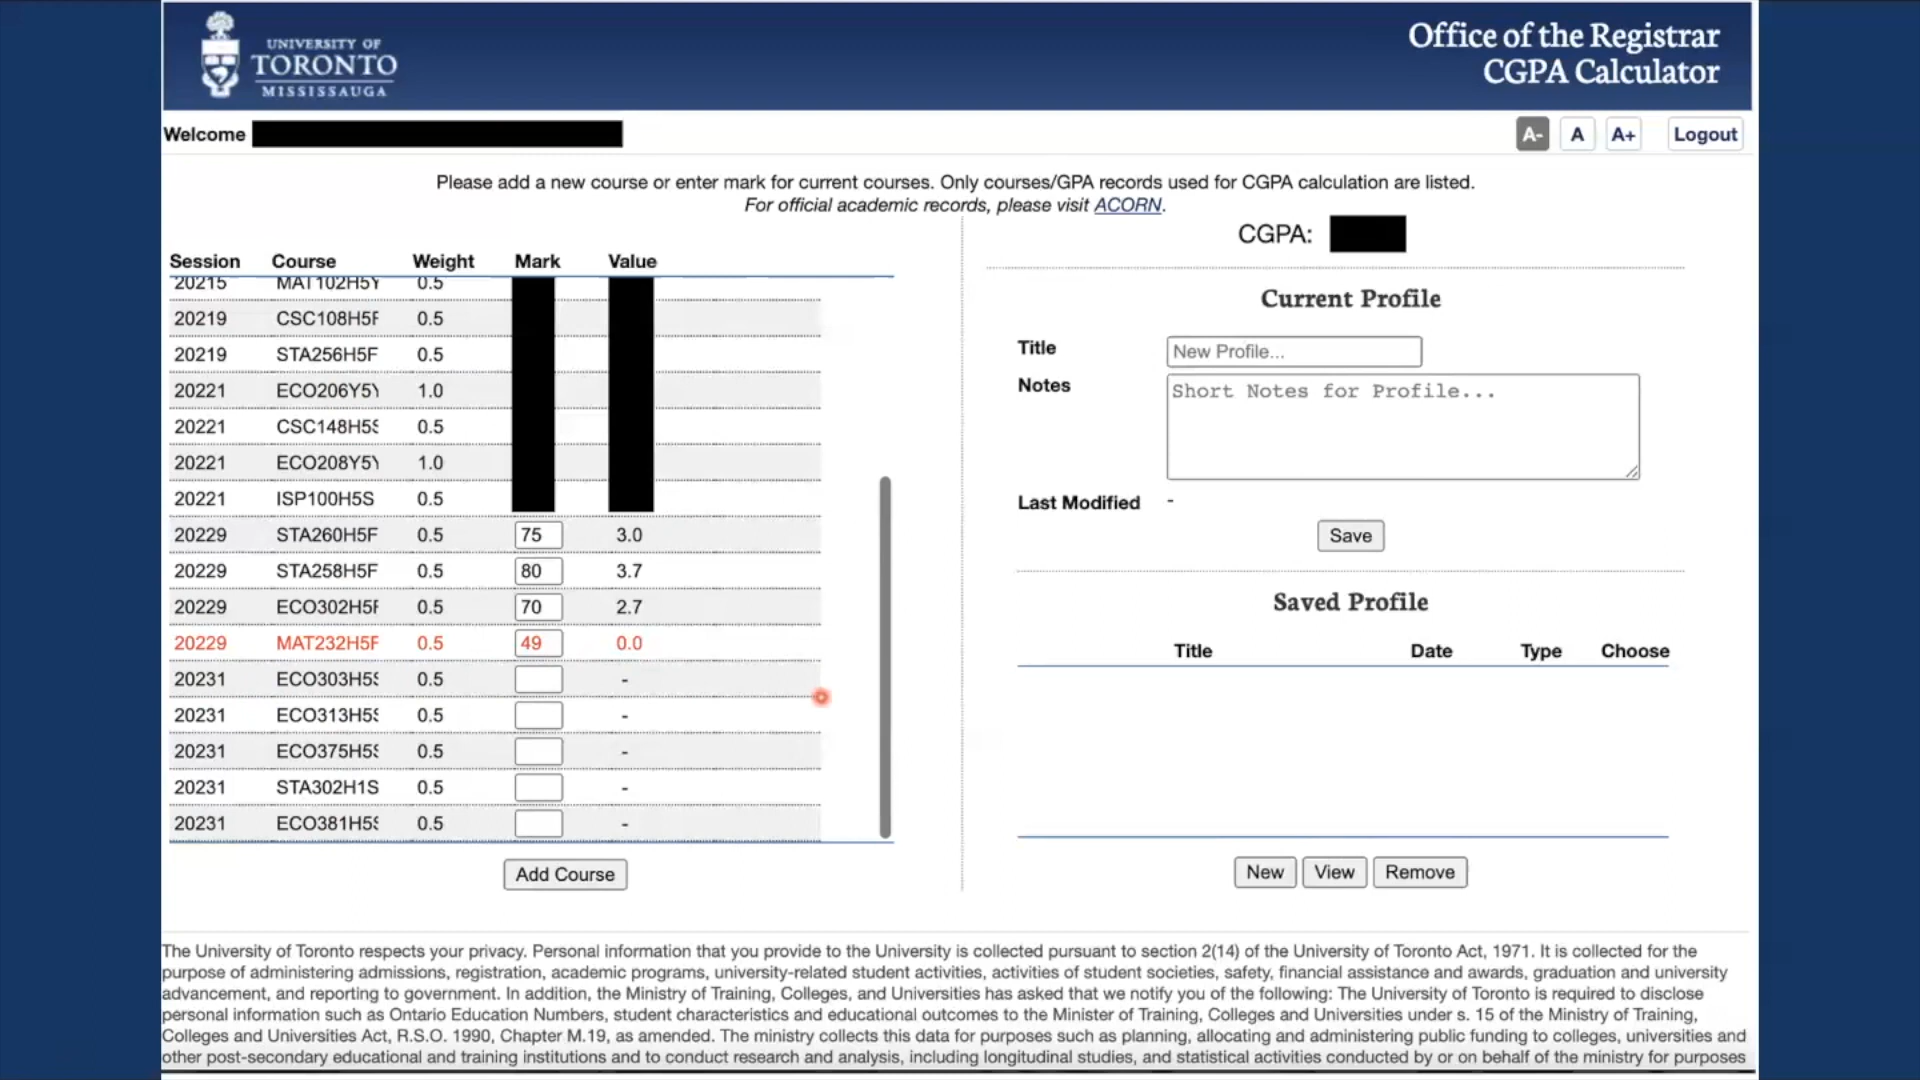 UNIVERSITY OF
TORONTO
MISSISSAUGA
Office of the Registrar
CGPA Calculator
Welcome
A- A A+ Logout
Please add a new course or enter mark for current courses. Only courses/GPA records used for CGPA calculation are listed.
For official academic records, please visit ACORN.
CGPA:
Session Course Weight Mark Value
20215 MAT102H5Y 0.5
20219 CSC108H5F 0.5
20219 STA256H5F 0.5
20221 ECO206Y5Y 1.0
20221 CSC148H5S 0.5
20221 ECO208Y5Y 1.0
20221 ISP100H5S 0.5
20229 STA260H5F 0.5 75 3.0
20229 STA258H5F 0.5 80 3.7
20229 ECO302H5F 0.5 70 2.7
20229 MAT232H5F 0.5 49 0.0
20231 ECO303H5S 0.5 -
20231 ECO313H5S 0.5 -
20231 ECO375H5S 0.5 -
20231 STA302H1S 0.5 -
20231 ECO381H5S 0.5 -
Add Course
Current Profile
Title New Profile...
Notes Short Notes for Profile...
Last Modified -
Save
Saved Profile
Title Date Type Choose
New View Remove
The University of Toronto respects your privacy. Personal information that you provide to the University is collected pursuant to section 2(14) of the University of Toronto Act, 1971. It is collected for the
purpose of administering admissions, registration, academic programs, university-related student activities, activities of student societies, safety, financial assistance and awards, graduation and university
advancement, and reporting to government. In addition, the Ministry of Training, Colleges, and Universities has asked that we notify you of the following: The University of Toronto is required to disclose
personal information such as Ontario Education Numbers, student characteristics and educational outcomes to the Minister of Training, Colleges and Universities under s. 15 of the Ministry of Training,
Colleges and Universities Act, R.S.O. 1990, Chapter M.19, as amended. The ministry collects this data for purposes such as planning, allocating and administering public funding to colleges, universities and
other post-secondary educational and training institutions and to conduct research and analysis, including longitudinal studies, and statistical activities conducted by or on behalf of the ministry for purposes